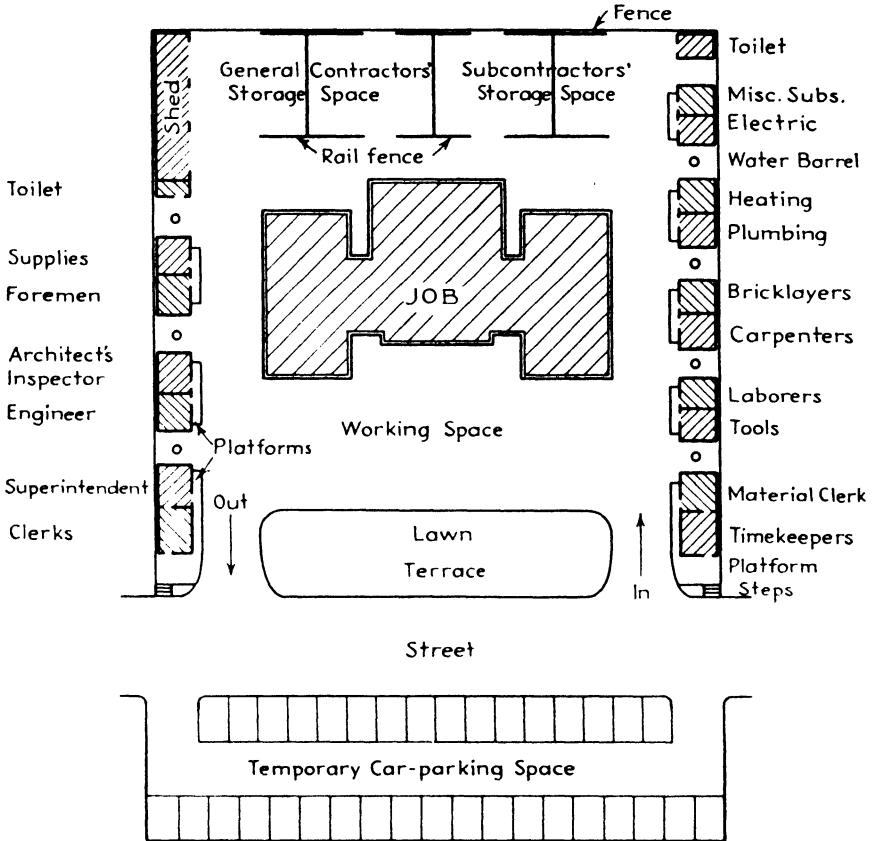 Fence
Toilet
General Contractors'
Storage Space
Subcontractors'
Storage Space
Shed
Misc. Subs.
Electric
Rail fence
Water Barrel
Toilet
Heating
Plumbing
Supplies
Foremen
JOB
Bricklayers
Carpenters
Architect's
Inspector
Engineer
Laborers
Tools
Platforms
Working Space
Superintendent
Clerks
Out
Lawn
Terrace
In
Material Clerk
Timekeepers
Platform
Steps
Street
Temporary Car-parking Space